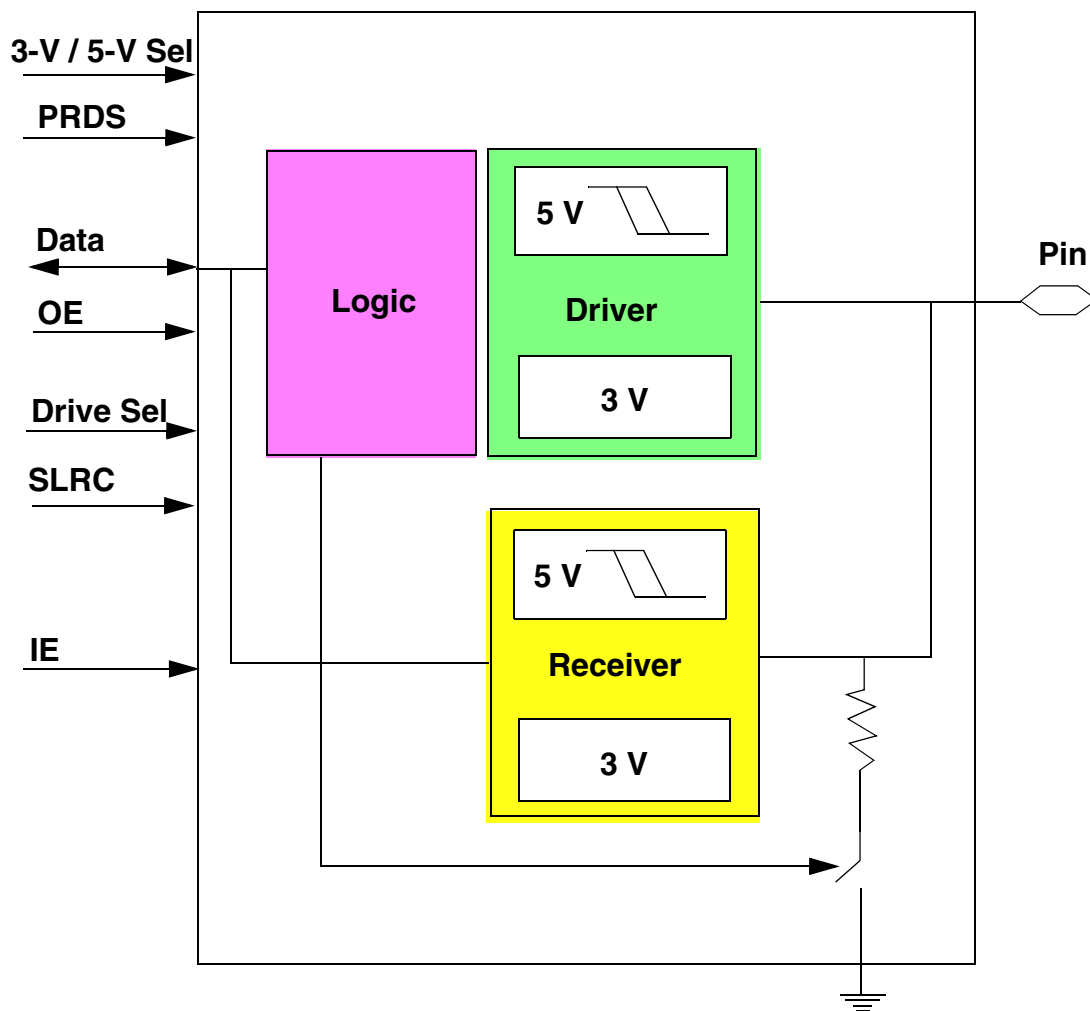 3-V / 5-V Sel
PRDS
Data
OE
Drive Sel
SLRC
IE
Logic
5 V
Driver
3 V
5 V
Receiver
3 V
Pin